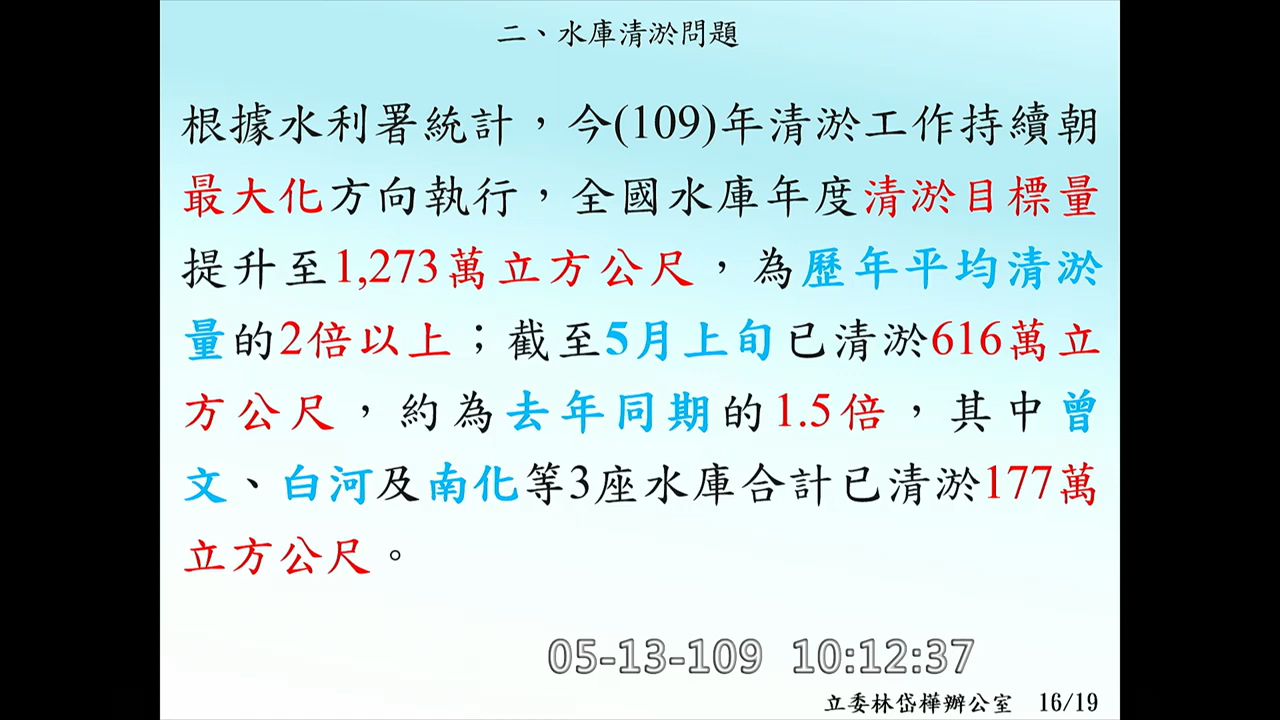 二、水庫清淤問題
根據水利署統計，今(109)年清淤工作持續朝
最大化方向執行，全國水庫年度清淤目標量
提升至1,273萬立方公尺，為歷年平均清淤
量的2倍以上；截至5月上旬已清淤616萬立
方公尺，約為去年同期的1.5倍，其中曾
文、白河及南化等3座水庫合計已清淤177萬
立方公尺。
05-13-109 10:12:37
立委林岱樺辦公室 16/19